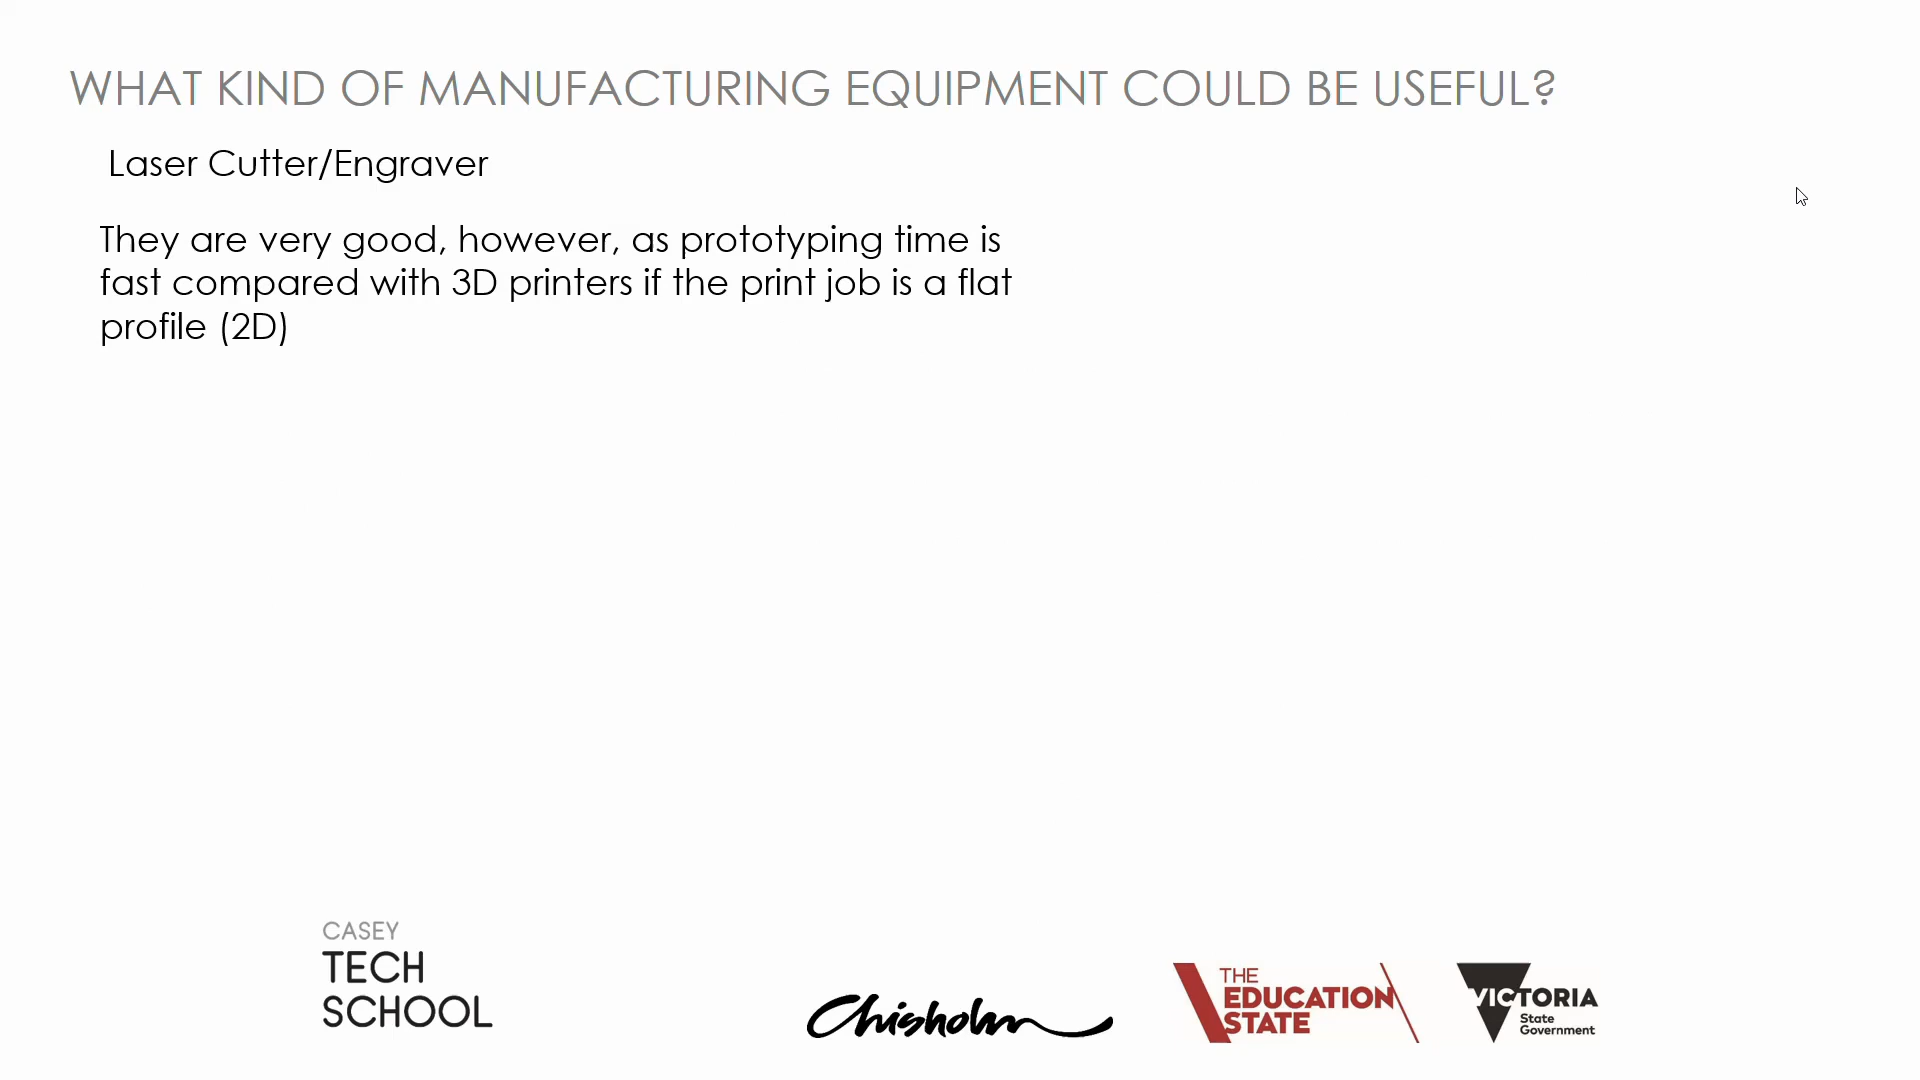 WHAT KIND OF MANUFACTURING EQUIPMENT COULD BE USEFUL?
Laser Cutter/Engraver
They are very good, however, as prototyping time is
fast compared with 3D printers if the print job is a flat
profile (2D)
CASEY
TECH
SCHOOL
Chisholm
THE
EDUCATION
STATE
VICTORIA
State
Government